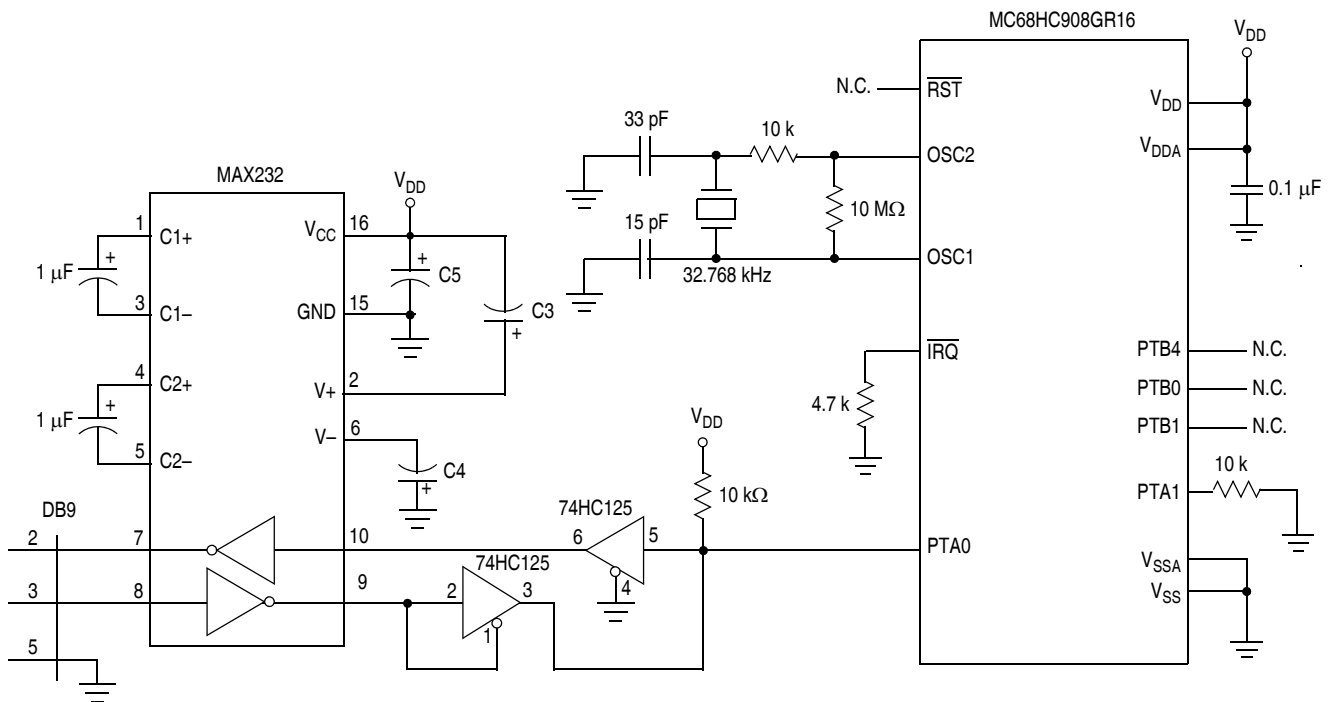 MC68HC908GR16
VDD
N.C.
RST
VDD
33 pF
10 k
OSC2
VDDA
MAX232
VDD
0.1 µF
10 MΩ
1
C1+
VCC
16
15 pF
OSC1
1 µF
+
+
C5
32.768 kHz
3
C1–
GND
15
C3
+
IRQ
PTB4
N.C.
4
C2+
V+
2
PTB0
N.C.
4.7 k
1 µF
+
VDD
PTB1
N.C.
V–
6
5
C2–
C4
+
10 k
PTA1
10 kΩ
DB9
74HC125
2
7
10
6
5
PTA0
74HC125
VSSA
3
8
9
2
3
4
VSS
1
5